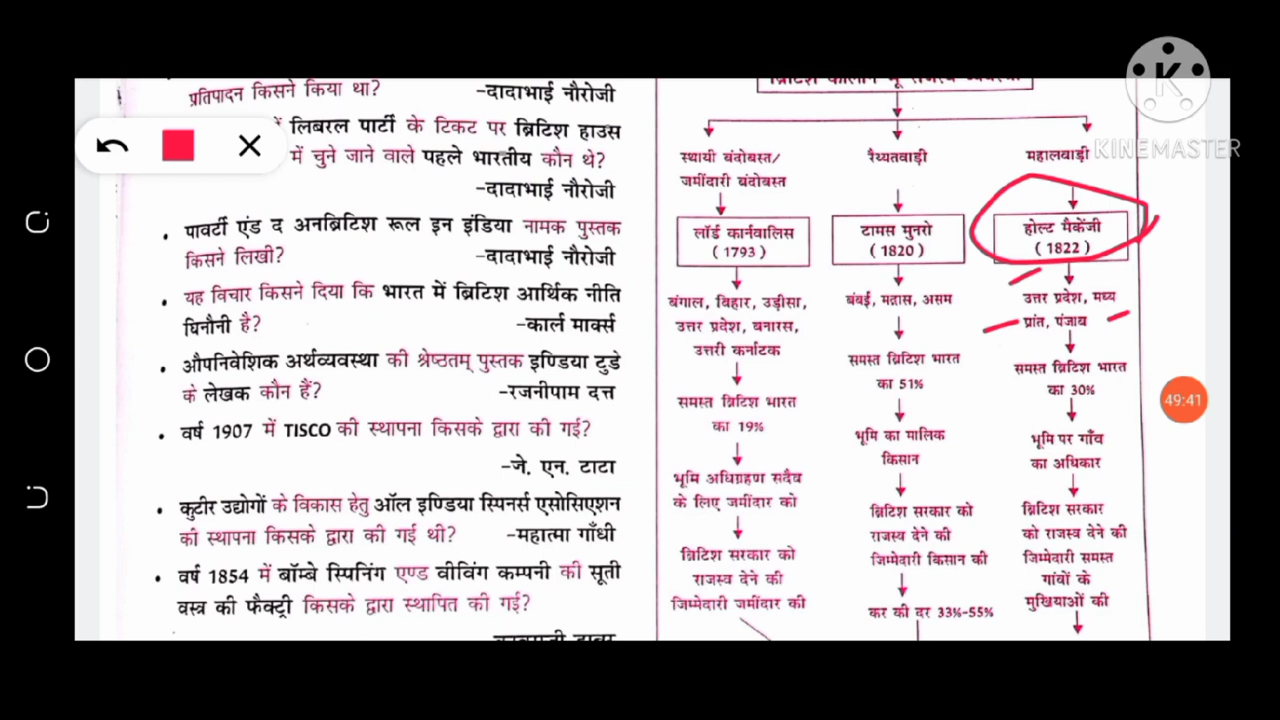 प्रतिपादन किसने किया था?
-दादाभाई नौरोजी
लिबरल पार्टी के टिकट पर ब्रिटिश हाउस
में चुने जाने वाले पहले भारतीय कौन थे?
-दादाभाई नौरोजी
• पावर्टी एंड द अनब्रिटिश रूल इन इंडिया नामक पुस्तक
किसने लिखी? -दादाभाई नौरोजी
• यह विचार किसने दिया कि भारत में ब्रिटिश आर्थिक नीति
घिनौनी है? -कार्ल मार्क्स
• औपनिवेशिक अर्थव्यवस्था की श्रेष्ठतम् पुस्तक इण्डिया टुडे
के लेखक कौन हैं? -रजनीपाम दत्त
• वर्ष 1907 में TISCO की स्थापना किसके द्वारा की गई?
-जे. एन. टाटा
• कुटीर उद्योगों के विकास हेतु ऑल इण्डिया स्पिनर्स एसोसिएशन
की स्थापना किसके द्वारा की गई थी? -महात्मा गाँधी
• वर्ष 1854 में बॉम्बे स्पिनिंग एण्ड वीविंग कम्पनी की सूती
वस्त्र की फैक्ट्री किसके द्वारा स्थापित की गई?
स्थायी बंदोबस्त/
जमींदारी बंदोबस्त
लॉर्ड कार्नवालिस
( 1793 )
बंगाल, बिहार, उड़ीसा,
उत्तर प्रदेश, बनारस,
उत्तरी कर्नाटक
समस्त ब्रिटिश भारत
का 19%
भूमि अधिग्रहण सदैव
के लिए जमींदार को
ब्रिटिश सरकार को
राजस्व देने की
जिम्मेदारी जमींदार की
रैय्यतवाड़ी
टामस मुनरो
( 1820 )
बंबई, मद्रास, असम
समस्त ब्रिटिश भारत
का 51%
भूमि का मालिक
किसान
ब्रिटिश सरकार को
राजस्व देने की
जिम्मेदारी किसान की
कर की दर 33%-55%
महालवाड़ी
होल्ट मैकेंजी
( 1822 )
उत्तर प्रदेश, मध्य
प्रांत, पंजाब
समस्त ब्रिटिश भारत
का 30%
भूमि पर गाँव
का अधिकार
ब्रिटिश सरकार
को राजस्व देने की
जिम्मेदारी समस्त
गांवों के
मुखियाओं की
K
KINEMASTER
49:41